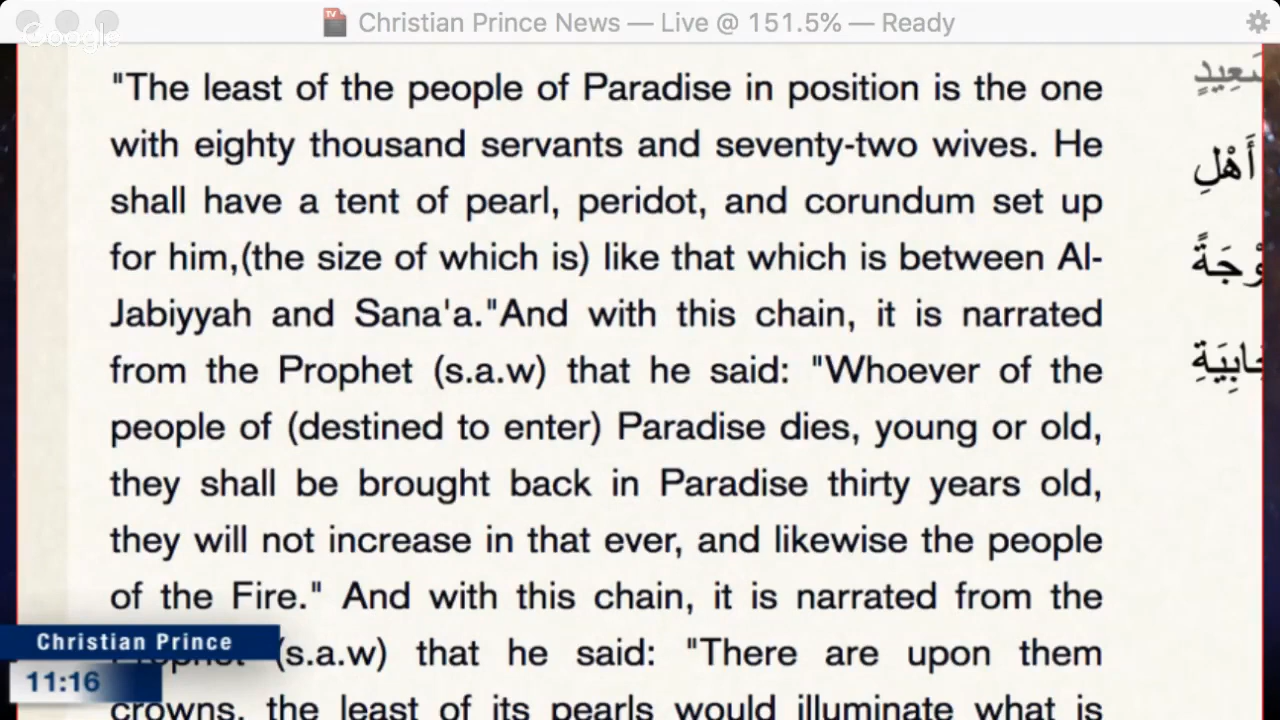 Christian Prince News — Live @ 151.5% — Ready
Google
"The least of the people of Paradise in position is the one
with eighty thousand servants and seventy-two wives. He
shall have a tent of pearl, peridot, and corundum set up
for him,(the size of which is) like that which is between Al-
Jabiyyah and Sana'a."And with this chain, it is narrated
from the Prophet (s.a.w) that he said: "Whoever of the
people of (destined to enter) Paradise dies, young or old,
they shall be brought back in Paradise thirty years old,
they will not increase in that ever, and likewise the people
of the Fire." And with this chain, it is narrated from the
Prophet (s.a.w) that he said: "There are upon them
crowns, the least of its pearls would illuminate what is
أَهْلِ
Christian Prince
11:16